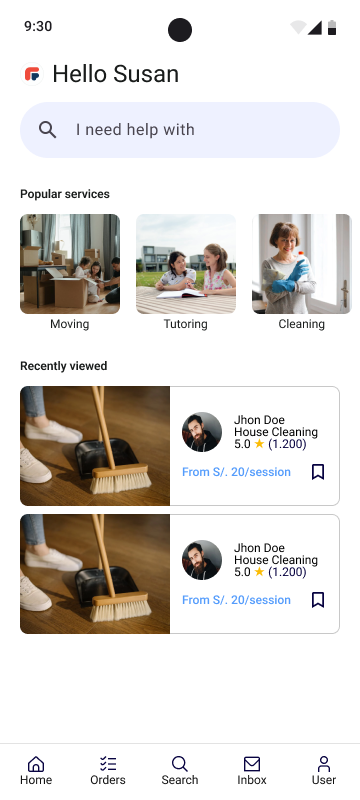 9:30
Hello Susan
I need help with
Popular services
Moving
Tutoring
Cleaning
Recently viewed
Jhon Doe
House Cleaning
5.0 ★ (1.200)
From S/. 20/session
Jhon Doe
House Cleaning
5.0 ★ (1.200)
From S/. 20/session
Home
Orders
Search
Inbox
User